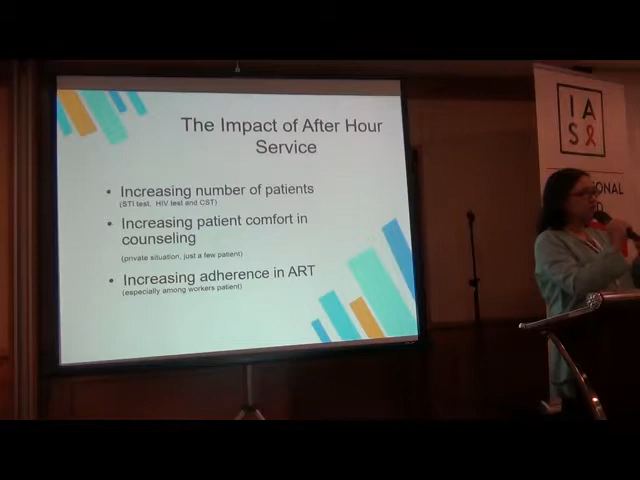 The Impact of After Hour
Service
• Increasing number of patients
(STI test, HIV test and CST)
• Increasing patient comfort in
counseling
(private situation, just a few patient)
• Increasing adherence in ART
(especially among workers patient)
IAS